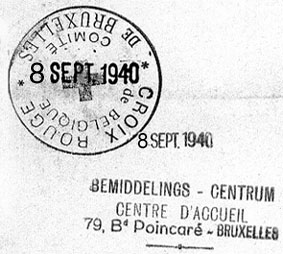 CROIX ROUGE
de BELGIQUE
COMITÉ
DE BRUXELLES
* 8 SEPT. 1940 *
8 SEPT. 1940
BEMIDDELINGS - CENTRUM
CENTRE D'ACCUEIL
79, Bd Poincaré - BRUXELLES